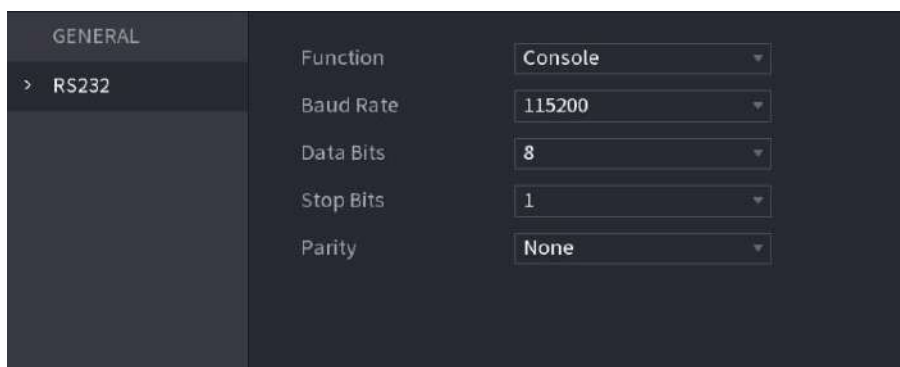 GENERAL
RS232
Function Console
Baud Rate 115200
Data Bits 8
Stop Bits 1
Parity None